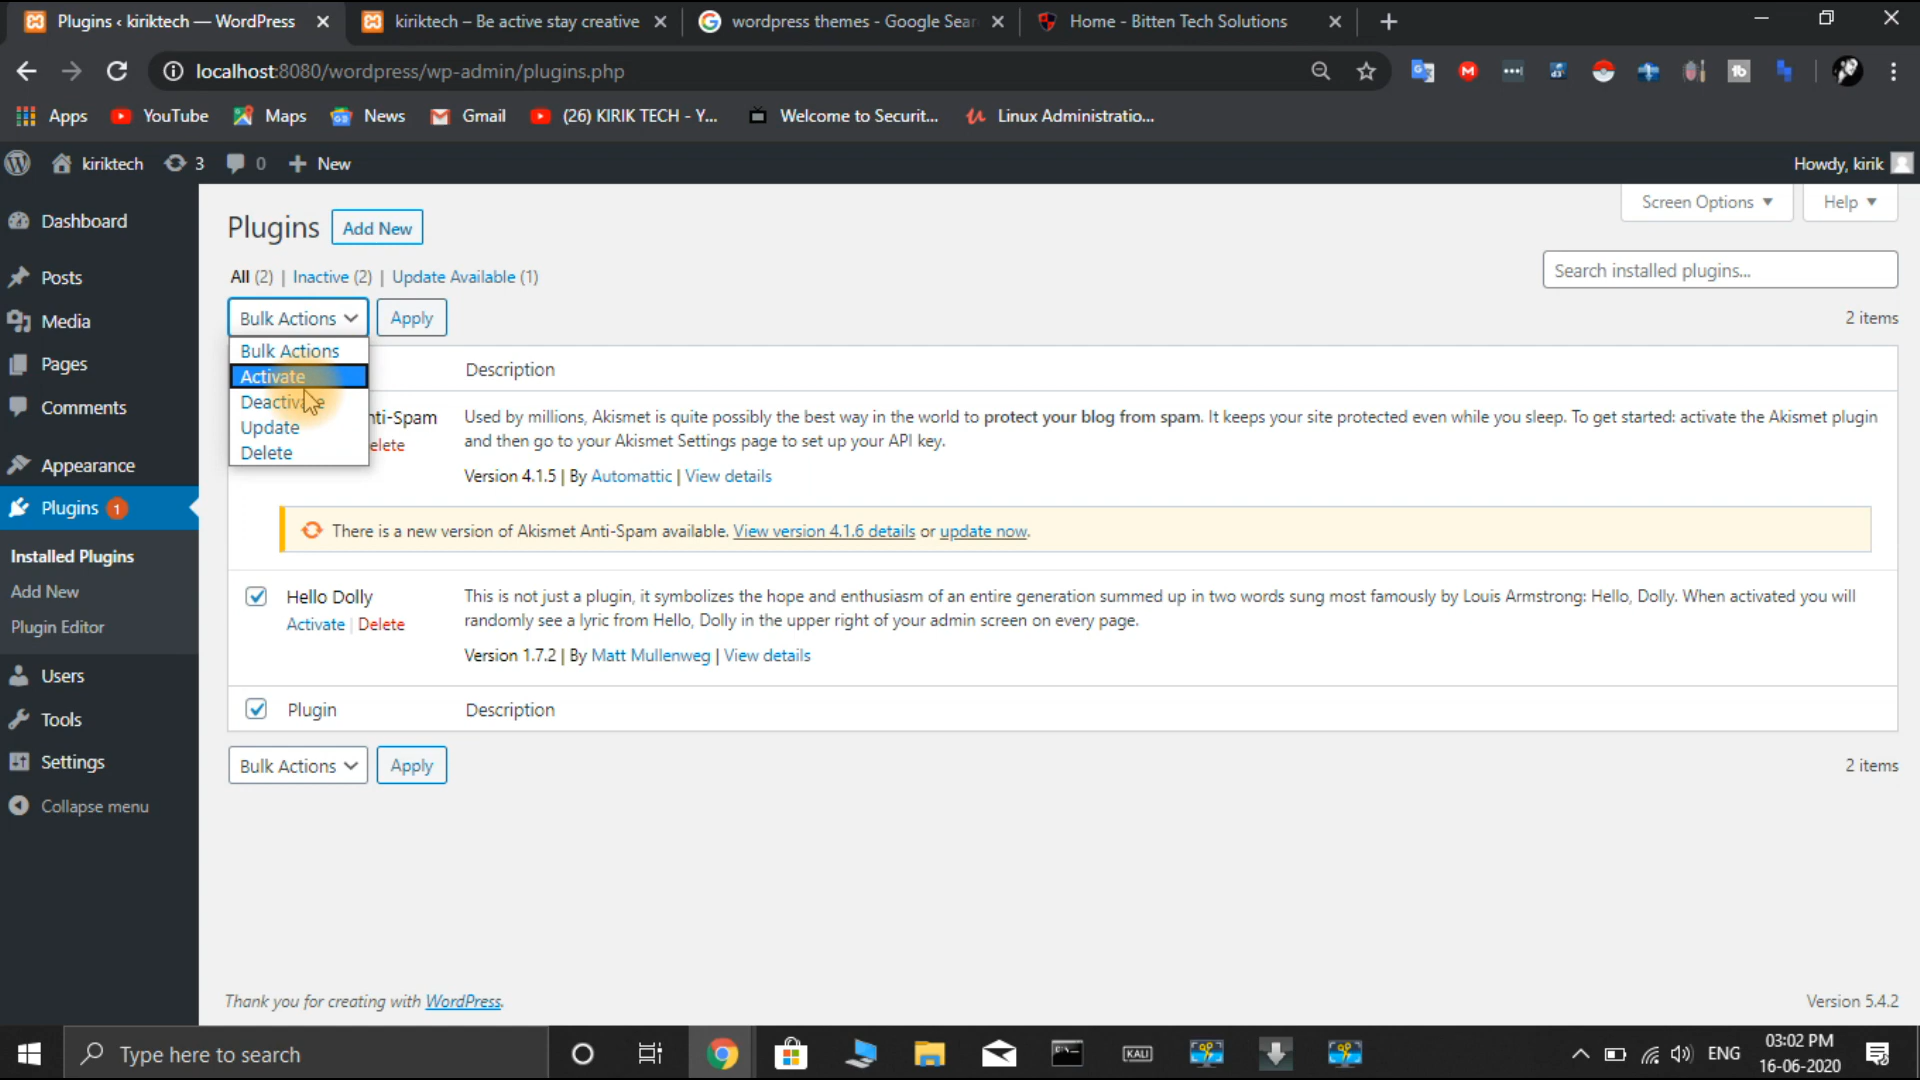 Plugins ‹ kiriktech — WordPress
kiriktech – Be active stay creative
wordpress themes - Google Sear
Home - Bitten Tech Solutions
localhost:8080/wordpress/wp-admin/plugins.php
Apps
YouTube
Maps
News
Gmail
(26) KIRIK TECH - Y...
Welcome to Securit...
Linux Administratio...
kiriktech
3
0
New
Howdy, kirik
Dashboard
Posts
Media
Pages
Comments
Appearance
Plugins 1
Installed Plugins
Add New
Plugin Editor
Users
Tools
Settings
Collapse menu
Plugins
Add New
Screen Options
Help
All (2) | Inactive (2) | Update Available (1)
Search installed plugins...
Bulk Actions
Apply
2 items
Bulk Actions
Activate
Deactivate
Update
Delete
Description
nti-Spam
elete
Used by millions, Akismet is quite possibly the best way in the world to protect your blog from spam. It keeps your site protected even while you sleep. To get started: activate the Akismet plugin
and then go to your Akismet Settings page to set up your API key.
Version 4.1.5 | By Automattic | View details
There is a new version of Akismet Anti-Spam available. View version 4.1.6 details or update now.
Hello Dolly
Activate | Delete
This is not just a plugin, it symbolizes the hope and enthusiasm of an entire generation summed up in two words sung most famously by Louis Armstrong: Hello, Dolly. When activated you will
randomly see a lyric from Hello, Dolly in the upper right of your admin screen on every page.
Version 1.7.2 | By Matt Mullenweg | View details
Plugin
Description
Bulk Actions
Apply
2 items
Thank you for creating with WordPress.
Version 5.4.2
Type here to search
KALI
ENG
03:02 PM
16-06-2020